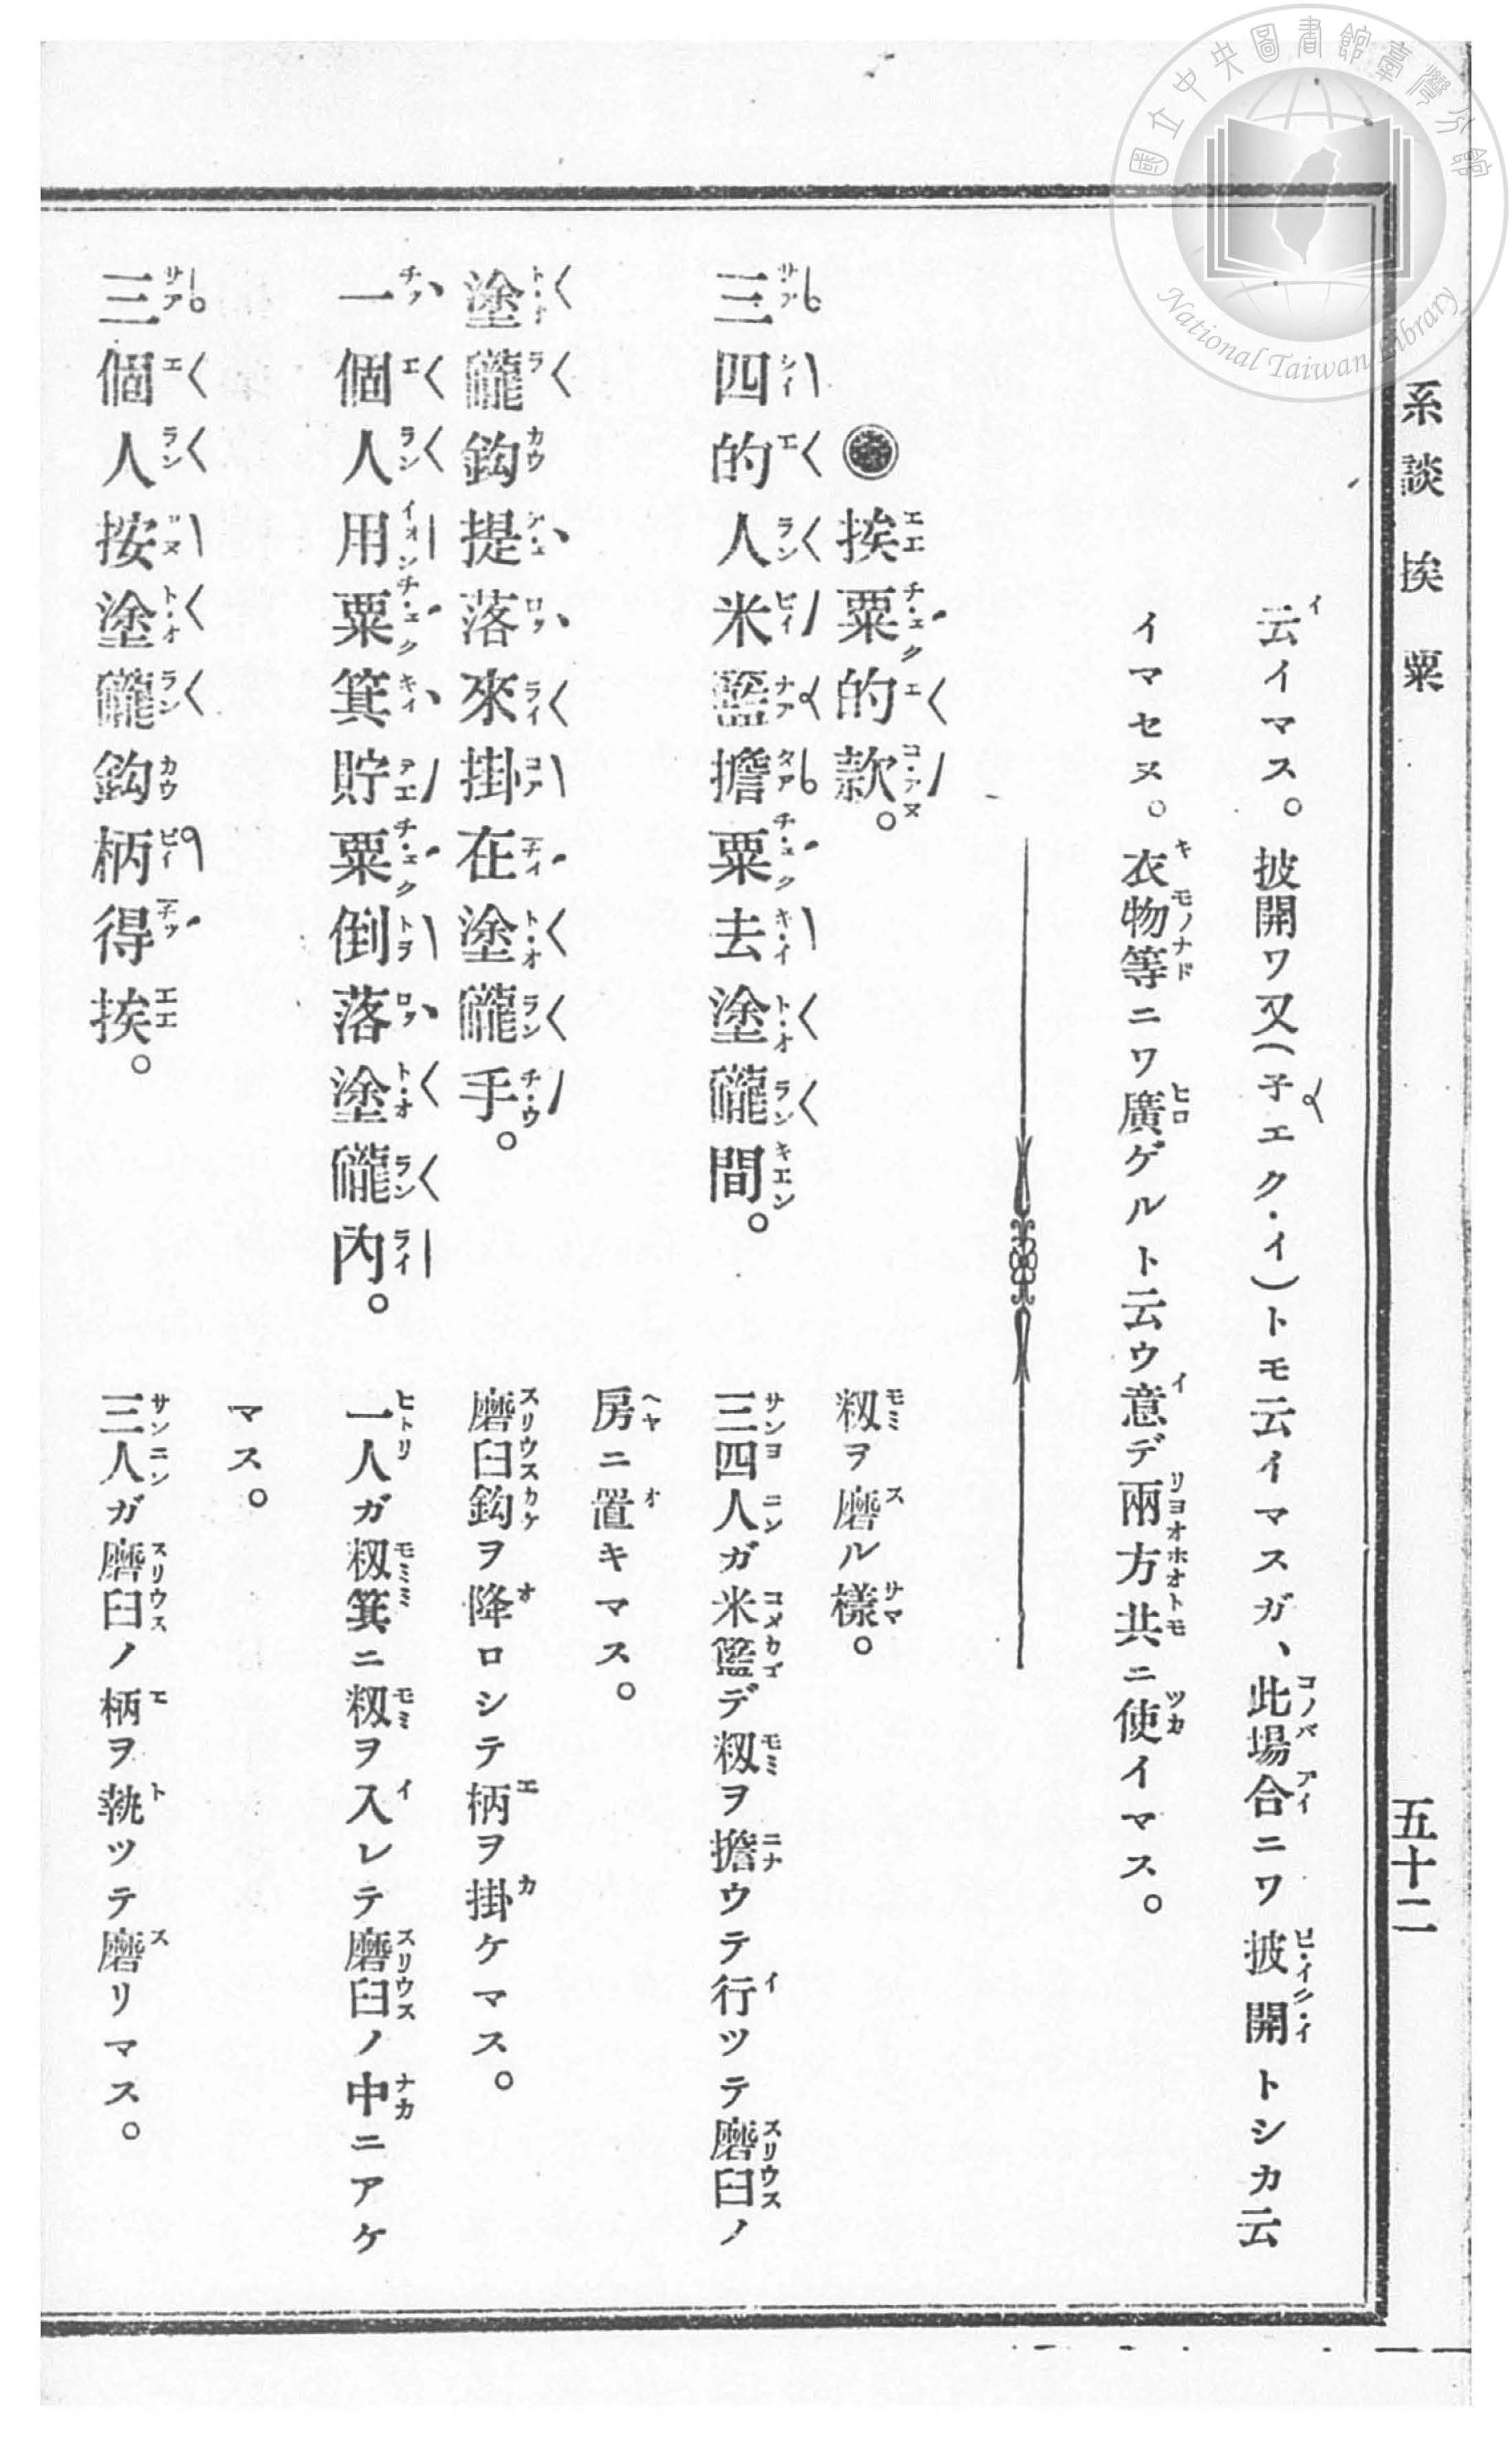 國立中央圖書館臺灣分館
National Taiwan Library
系談 挨粟 五十二
云イマス。披開ワ又(子エク・イ)トモ云イマスガ、此場合ニワ披開トシカ云
イマセヌ。衣物等ニワ廣ゲルト云ウ意デ兩方共ニ使イマス。
◉挨粟的款。
籾ヲ磨ル樣。
三四的人米籃擔粟去塗礱間。
三四人ガ米籃デ籾ヲ擔ウテ行ツテ磨臼ノ
房ニ置キマス。
塗礱鈎提落來掛在塗礱手。
磨臼鈎ヲ降ロシテ柄ヲ掛ケマス。
一個人用粟箕貯粟倒落塗礱內。
一人ガ籾箕ニ籾ヲ入レテ磨臼ノ中ニアケ
マス。
三個人按塗礱鈎柄得挨。
三人ガ磨臼ノ柄ヲ執ツテ磨リマス。